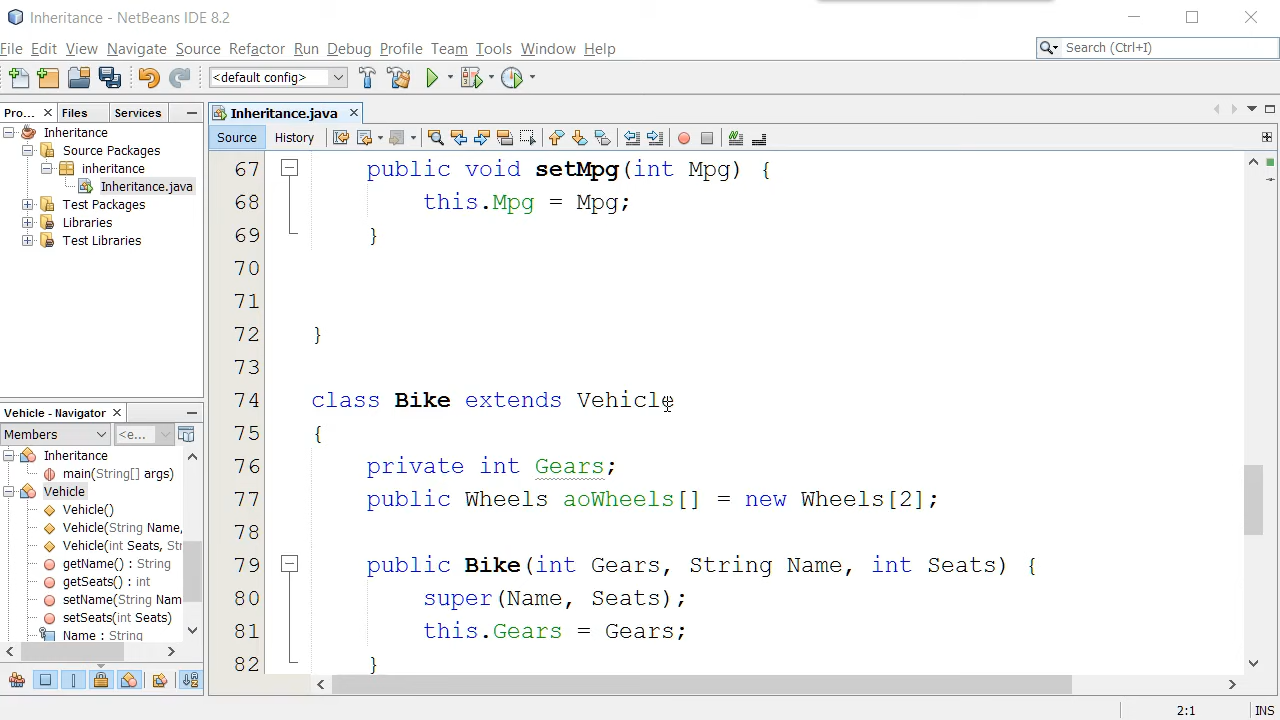 Inheritance - NetBeans IDE 8.2
File Edit View Navigate Source Refactor Run Debug Profile Team Tools Window Help
Search (Ctrl+I)
<default config>
Pro... Files Services
Inheritance
Source Packages
inheritance
Inheritance.java
Test Packages
Libraries
Test Libraries
Vehicle - Navigator
Members <e...
Inheritance
main(String[] args)
Vehicle
Vehicle()
Vehicle(String Name,
Vehicle(int Seats, Str
getName() : String
getSeats() : int
setName(String Nam
setSeats(int Seats)
Name : String
Inheritance.java
Source History
67 public void setMpg(int Mpg) {
68 this.Mpg = Mpg;
69 }
70
71
72 }
73
74 class Bike extends Vehicle
75 {
76 private int Gears;
77 public Wheels aoWheels[] = new Wheels[2];
78
79 public Bike(int Gears, String Name, int Seats) {
80 super(Name, Seats);
81 this.Gears = Gears;
82 }
2:1 INS